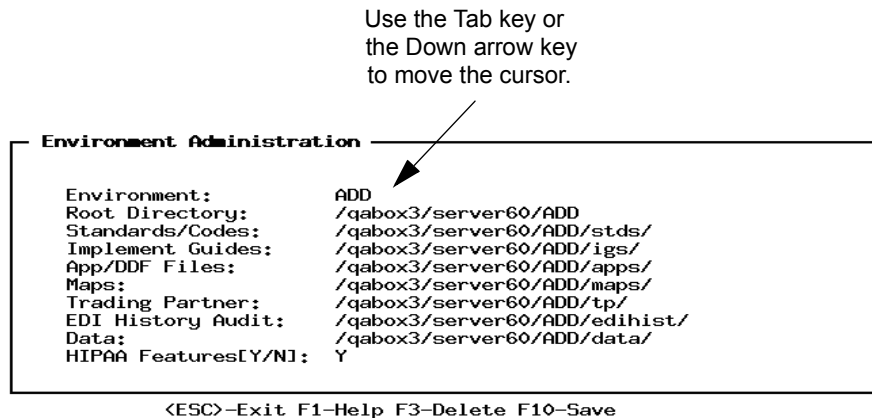 Use the Tab key or
the Down arrow key
to move the cursor.
Environment Administration
Environment: ADD
Root Directory: /qabox3/server60/ADD
Standards/Codes: /qabox3/server60/ADD/stds/
Implement Guides: /qabox3/server60/ADD/igs/
App/DDF Files: /qabox3/server60/ADD/apps/
Maps: /qabox3/server60/ADD/maps/
Trading Partner: /qabox3/server60/ADD/tp/
EDI History Audit: /qabox3/server60/ADD/edihist/
Data: /qabox3/server60/ADD/data/
HIPAA Features[Y/N]: Y
<ESC>-Exit F1-Help F3-Delete F10-Save